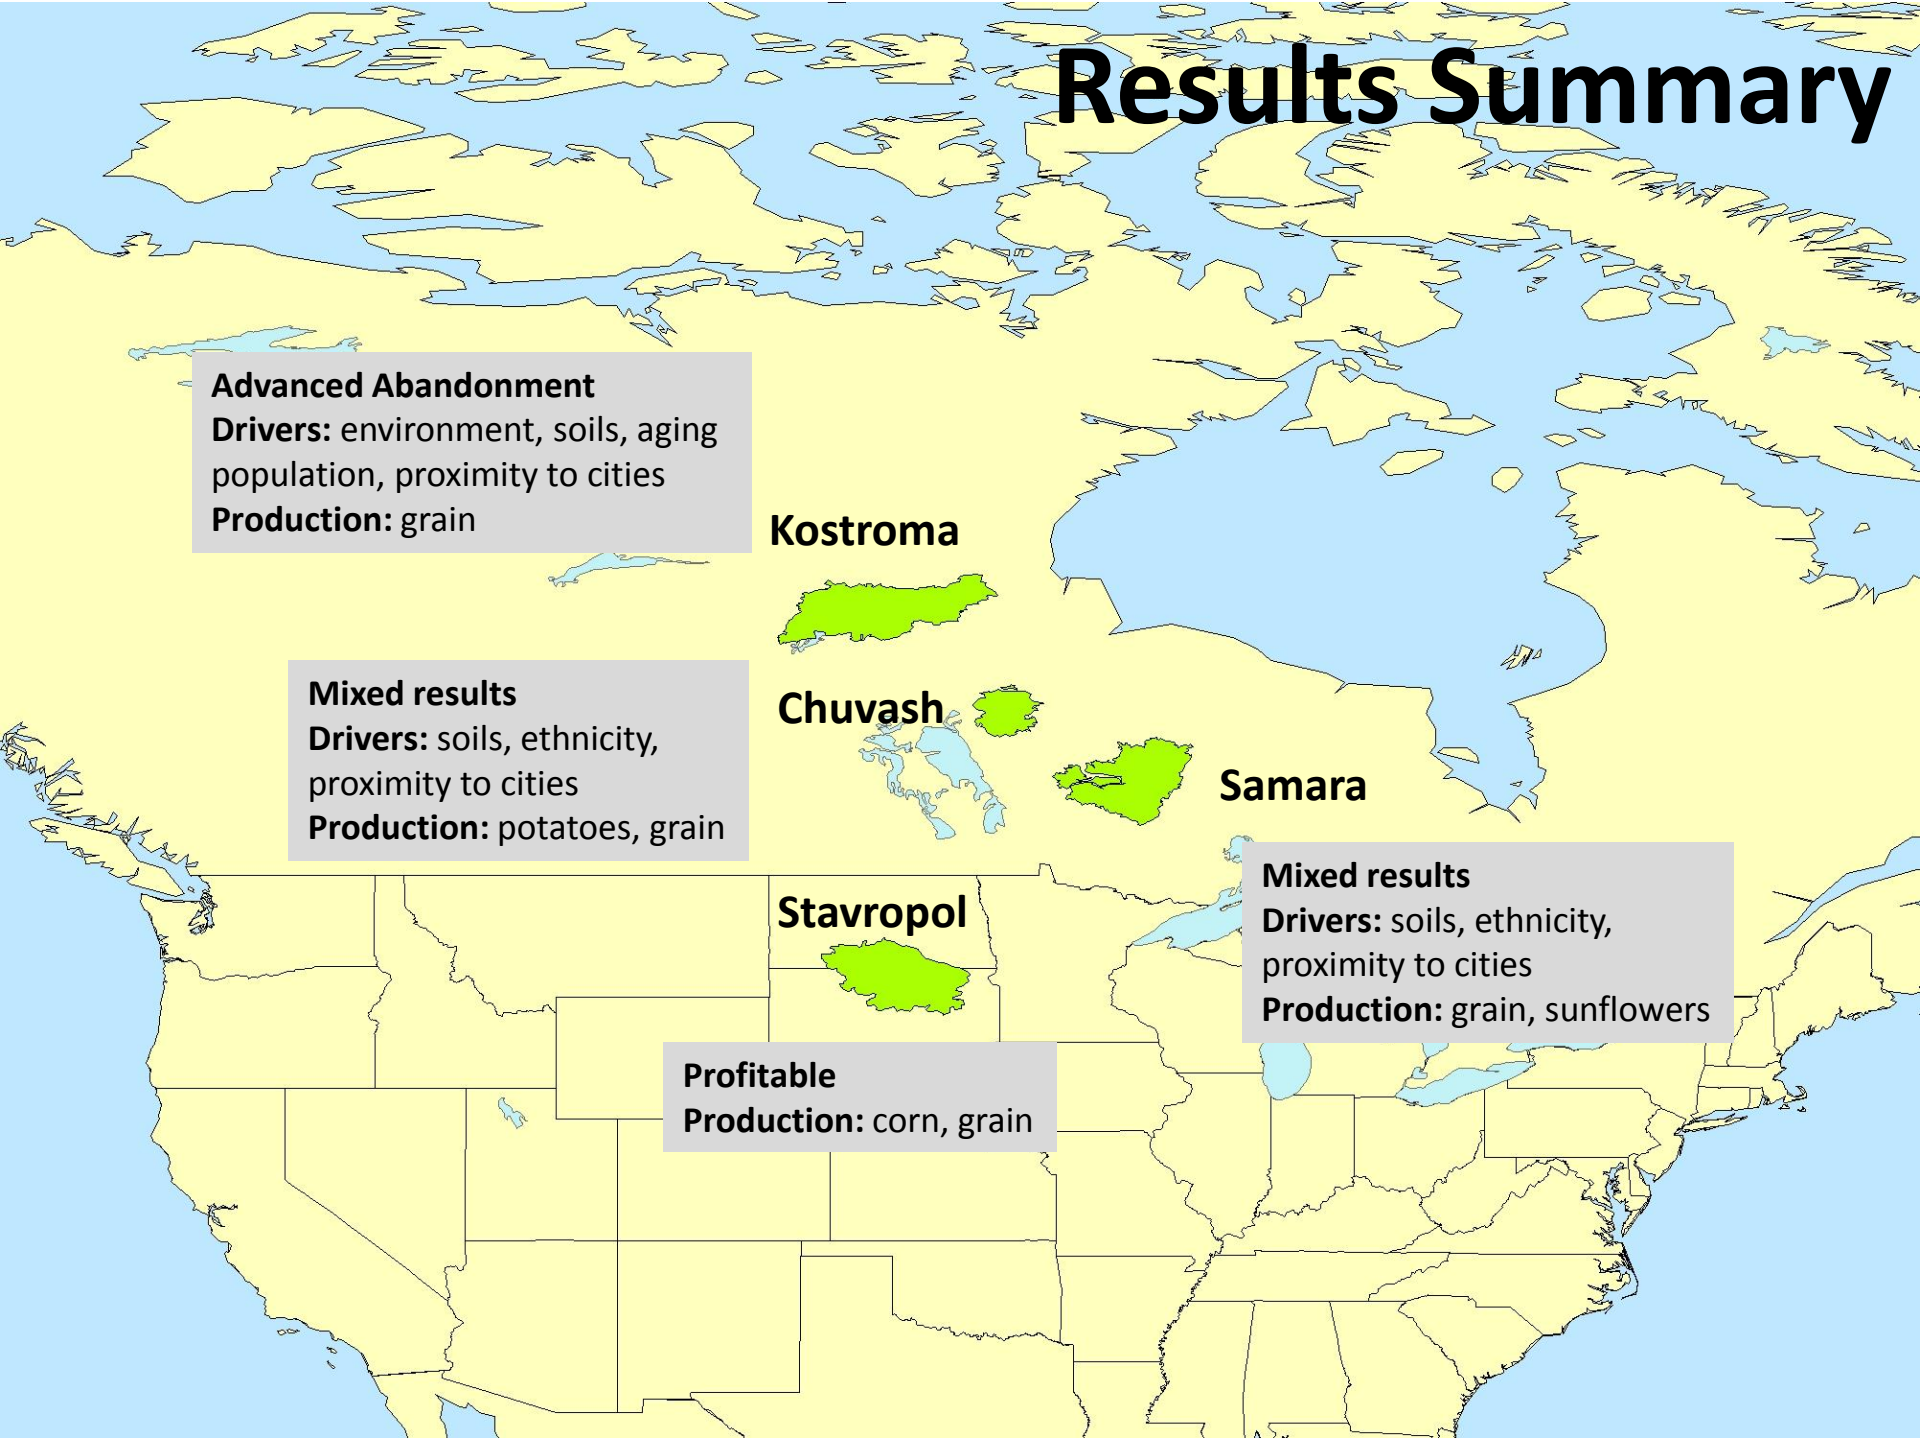 Results Summary
Advanced Abandonment
Drivers: environment, soils, aging
population, proximity to cities
Production: grain
Kostroma
Mixed results
Drivers: soils, ethnicity,
proximity to cities
Production: potatoes, grain
Chuvash
Samara
Mixed results
Drivers: soils, ethnicity,
proximity to cities
Production: grain, sunflowers
Stavropol
Profitable
Production: corn, grain